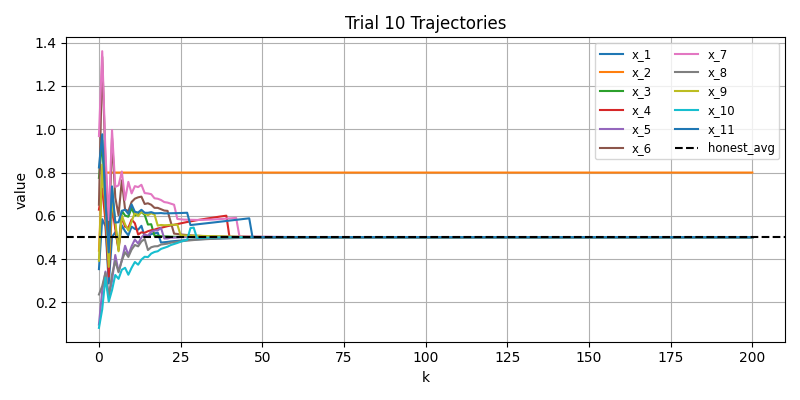 Trial 10 Trajectories
value
1.4
1.2
1.0
0.8
0.6
0.4
0.2
x_1
x_2
x_3
x_4
x_5
x_6
x_7
x_8
x_9
x_10
x_11
honest_avg
0 25 50 75 100 125 150 175 200
k